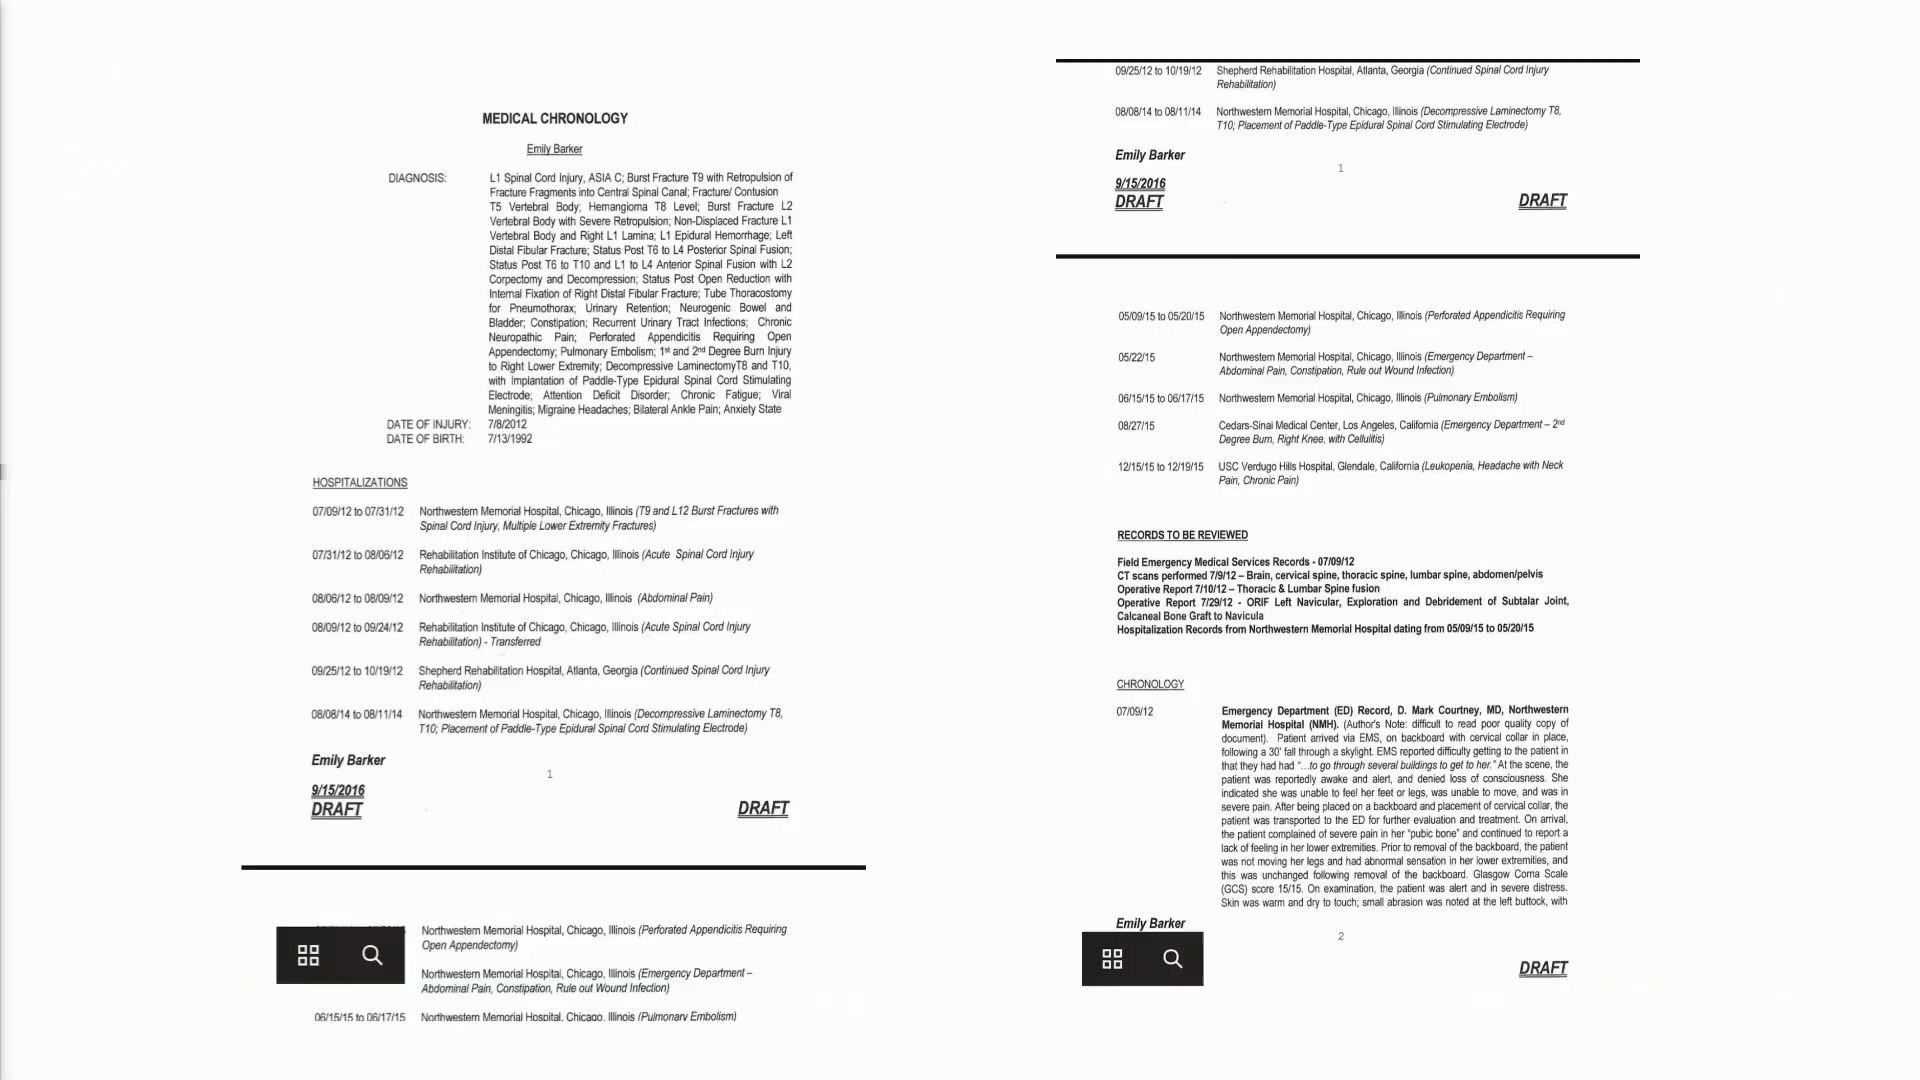 MEDICAL CHRONOLOGY
Emily Barker
DIAGNOSIS: L1 Spinal Cord Injury, ASIA C; Burst Fracture T9 with Retropulsion of
Fracture Fragments into Central Spinal Canal; Fracture/ Contusion
T5 Vertebral Body; Hemangioma T8 Level; Burst Fracture L2
Vertebral Body with Severe Retropulsion; Non-Displaced Fracture L1
Vertebral Body and Right L1 Lamina; L1 Epidural Hemorrhage; Left
Distal Fibular Fracture; Status Post T6 to L4 Posterior Spinal Fusion;
Status Post T6 to T10 and L1 to L4 Anterior Spinal Fusion with L2
Corpectomy and Decompression; Status Post Open Reduction with
Internal Fixation of Right Distal Fibular Fracture; Tube Thoracostomy
for Pneumothorax; Urinary Retention; Neurogenic Bowel and
Bladder; Constipation; Recurrent Urinary Tract Infections; Chronic
Neuropathic Pain; Perforated Appendicitis Requiring Open
Appendectomy; Pulmonary Embolism; 1st and 2nd Degree Burn Injury
to Right Lower Extremity; Decompressive LaminectomyT8 and T10,
with Implantation of Paddle-Type Epidural Spinal Cord Stimulating
Electrode; Attention Deficit Disorder; Chronic Fatigue; Viral
Meningitis; Migraine Headaches; Bilateral Ankle Pain; Anxiety State
DATE OF INJURY: 7/8/2012
DATE OF BIRTH: 7/13/1992
HOSPITALIZATIONS
07/09/12 to 07/31/12 Northwestern Memorial Hospital, Chicago, Illinois (T9 and L12 Burst Fractures with
Spinal Cord Injury, Multiple Lower Extremity Fractures)
07/31/12 to 08/06/12 Rehabilitation Institute of Chicago, Chicago, Illinois (Acute Spinal Cord Injury
Rehabilitation)
08/06/12 to 08/09/12 Northwestern Memorial Hospital, Chicago, Illinois (Abdominal Pain)
08/09/12 to 09/24/12 Rehabilitation Institute of Chicago, Chicago, Illinois (Acute Spinal Cord Injury
Rehabilitation) - Transferred
09/25/12 to 10/19/12 Shepherd Rehabilitation Hospital, Atlanta, Georgia (Continued Spinal Cord Injury
Rehabilitation)
08/08/14 to 08/11/14 Northwestern Memorial Hospital, Chicago, Illinois (Decompressive Laminectomy T8,
T10; Placement of Paddle-Type Epidural Spinal Cord Stimulating Electrode)
Emily Barker
1
9/15/2016
DRAFT DRAFT
Northwestern Memorial Hospital, Chicago, Illinois (Perforated Appendicitis Requiring
Open Appendectomy)
Northwestern Memorial Hospital, Chicago, Illinois (Emergency Department –
Abdominal Pain, Constipation, Rule out Wound Infection)
06/15/15 to 06/17/15 Northwestern Memorial Hospital, Chicago, Illinois (Pulmonary Embolism)
09/25/12 to 10/19/12 Shepherd Rehabilitation Hospital, Atlanta, Georgia (Continued Spinal Cord Injury
Rehabilitation)
08/08/14 to 08/11/14 Northwestern Memorial Hospital, Chicago, Illinois (Decompressive Laminectomy T8,
T10; Placement of Paddle-Type Epidural Spinal Cord Stimulating Electrode)
Emily Barker
1
9/15/2016
DRAFT DRAFT
05/09/15 to 05/20/15 Northwestern Memorial Hospital, Chicago, Illinois (Perforated Appendicitis Requiring
Open Appendectomy)
05/22/15 Northwestern Memorial Hospital, Chicago, Illinois (Emergency Department –
Abdominal Pain, Constipation, Rule out Wound Infection)
06/15/15 to 06/17/15 Northwestern Memorial Hospital, Chicago, Illinois (Pulmonary Embolism)
08/27/15 Cedars-Sinai Medical Center, Los Angeles, California (Emergency Department – 2nd
Degree Burn, Right Knee, with Cellulitis)
12/15/15 to 12/19/15 USC Verdugo Hills Hospital, Glendale, California (Leukopenia, Headache with Neck
Pain, Chronic Pain)
RECORDS TO BE REVIEWED
Field Emergency Medical Services Records - 07/09/12
CT scans performed 7/9/12 – Brain, cervical spine, thoracic spine, lumbar spine, abdomen/pelvis
Operative Report 7/10/12 – Thoracic & Lumbar Spine fusion
Operative Report 7/29/12 - ORIF Left Navicular, Exploration and Debridement of Subtalar Joint,
Calcaneal Bone Graft to Navicula
Hospitalization Records from Northwestern Memorial Hospital dating from 05/09/15 to 05/20/15
CHRONOLOGY
07/09/12 Emergency Department (ED) Record, D. Mark Courtney, MD, Northwestern
Memorial Hospital (NMH). (Author's Note: difficult to read poor quality copy of
document). Patient arrived via EMS, on backboard with cervical collar in place,
following a 30' fall through a skylight. EMS reported difficulty getting to the patient in
that they had had “…to go through several buildings to get to her.” At the scene, the
patient was reportedly awake and alert, and denied loss of consciousness. She
indicated she was unable to feel her feet or legs, was unable to move, and was in
severe pain. After being placed on a backboard and placement of cervical collar, the
patient was transported to the ED for further evaluation and treatment. On arrival,
the patient complained of severe pain in her “pubic bone” and continued to report a
lack of feeling in her lower extremities. Prior to removal of the backboard, the patient
was not moving her legs and had abnormal sensation in her lower extremities, and
this was unchanged following removal of the backboard. Glasgow Coma Scale
(GCS) score 15/15. On examination, the patient was alert and in severe distress.
Skin was warm and dry to touch; small abrasion was noted at the left buttock, with
Emily Barker
2
DRAFT